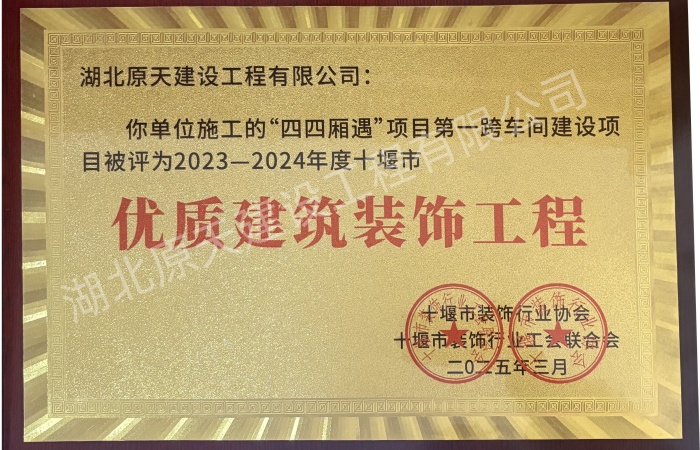 湖北原天建设工程有限公司：
你单位施工的“四四厢遇”项目第一跨车间建设项
目被评为2023—2024年度十堰市
优质建筑装饰工程
十堰市装饰行业协会
十堰市装饰行业工会联合会
二〇二五年三月
湖北原天建设工程有限公司